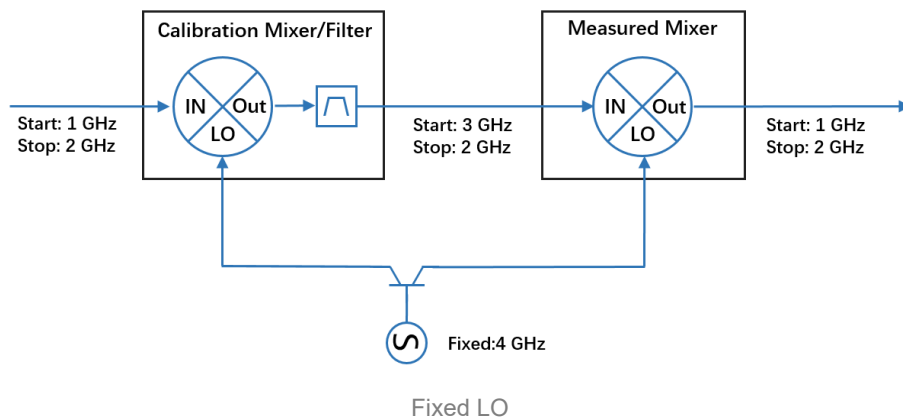 Calibration Mixer/Filter
Measured Mixer
IN
Out
LO
IN
Out
LO
Start: 1 GHz
Stop: 2 GHz
Start: 3 GHz
Stop: 2 GHz
Start: 1 GHz
Stop: 2 GHz
Fixed:4 GHz
Fixed LO